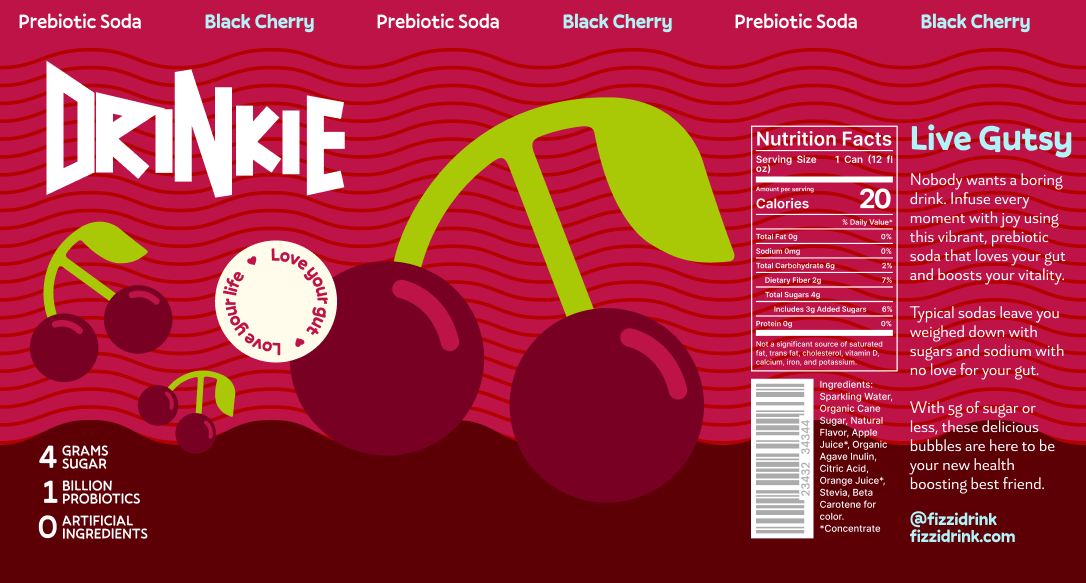 Prebiotic Soda Black Cherry Prebiotic Soda Black Cherry Prebiotic Soda Black Cherry
DRINKIE
Love your gut ♥ Love your life ♥
4 GRAMS
SUGAR
1 BILLION
PROBIOTICS
0 ARTIFICIAL
INGREDIENTS
Nutrition Facts
Serving Size 1 Can (12 fl
oz)
Amount per serving
Calories 20
% Daily Value*
Total Fat 0g 0%
Sodium 0mg 0%
Total Carbohydrate 6g 2%
Dietary Fiber 2g 7%
Total Sugars 4g
Includes 3g Added Sugars 6%
Protein 0g 0%
Not a significant source of saturated
fat, trans fat, cholesterol, vitamin D,
calcium, iron, and potassium.
23432 34344
Ingredients:
Sparkling Water,
Organic Cane
Sugar, Natural
Flavor, Apple
Juice*, Organic
Agave Inulin,
Citric Acid,
Orange Juice*,
Stevia, Beta
Carotene for
color.
*Concentrate
Live Gutsy
Nobody wants a boring
drink. Infuse every
moment with joy using
this vibrant, prebiotic
soda that loves your gut
and boosts your vitality.
Typical sodas leave you
weighed down with
sugars and sodium with
no love for your gut.
With 5g of sugar or
less, these delicious
bubbles are here to be
your new health
boosting best friend.
@fizzidrink
fizzidrink.com